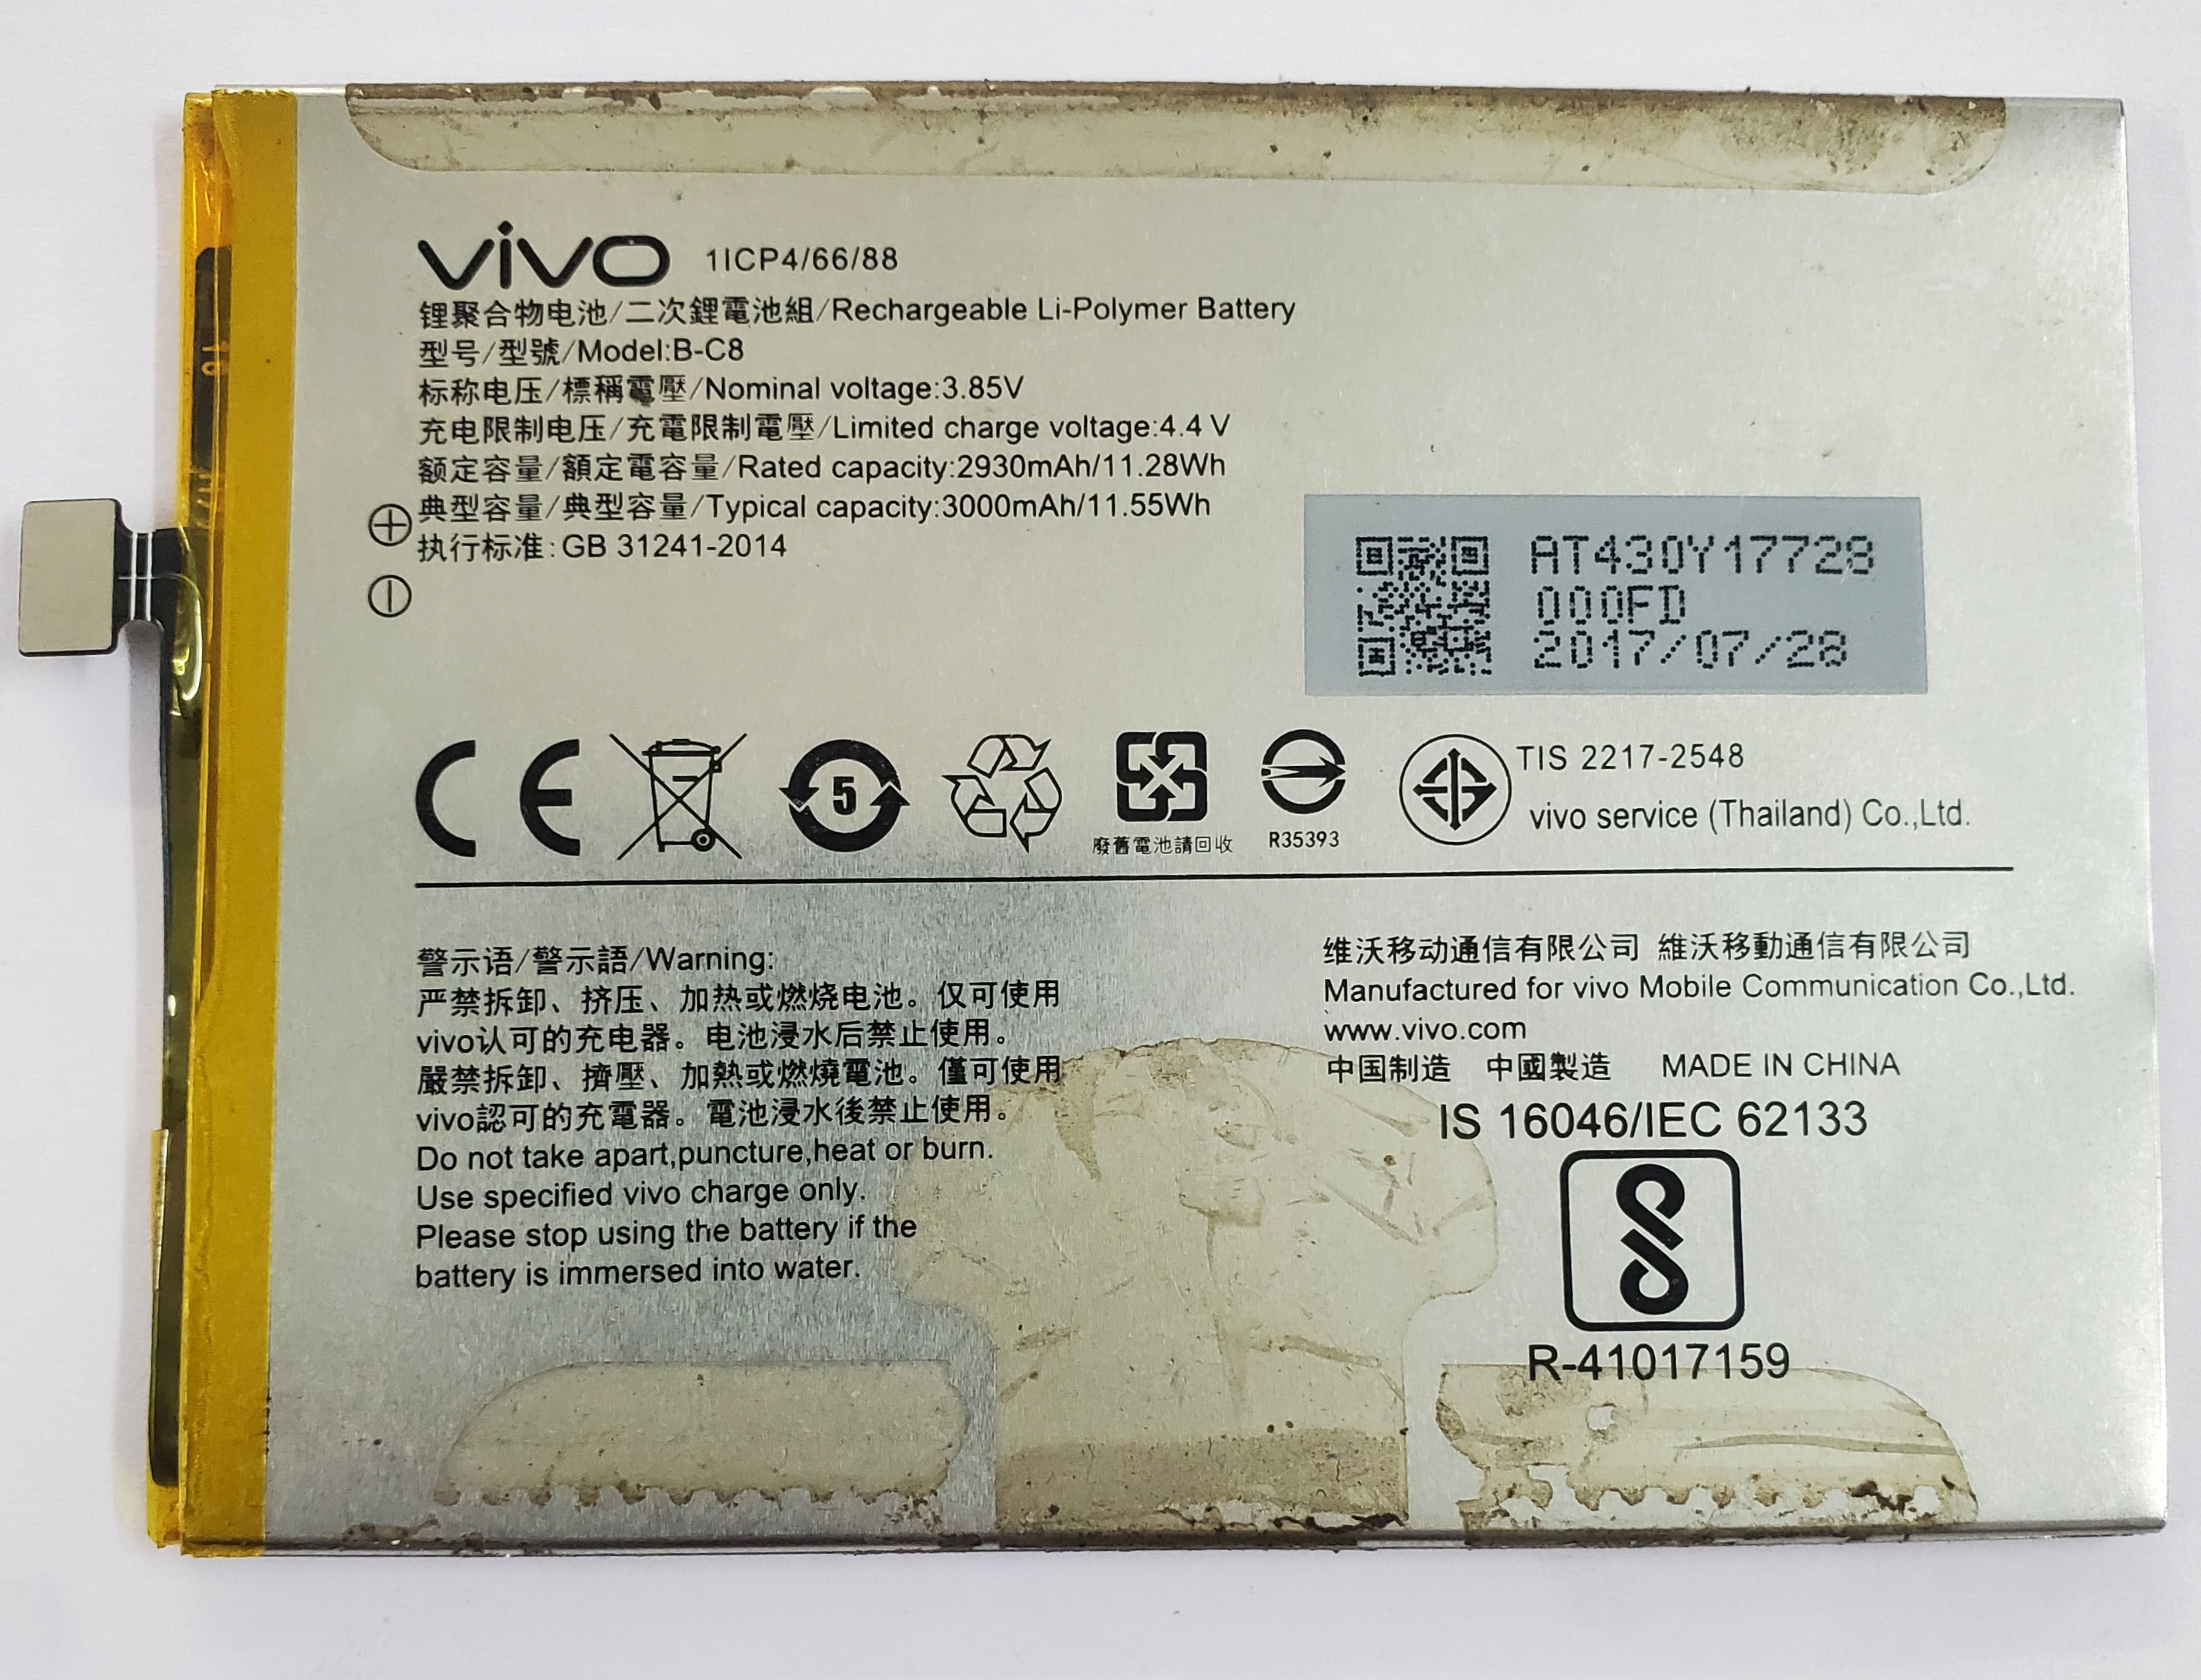 vivo 1ICP4/66/88
锂聚合物电池/二次鋰電池組/Rechargeable Li-Polymer Battery
型号/型號/Model:B-C8
标称电压/標稱電壓/Nominal voltage:3.85V
充电限制电压/充電限制電壓/Limited charge voltage:4.4 V
额定容量/額定電容量/Rated capacity:2930mAh/11.28Wh
典型容量/典型容量/Typical capacity:3000mAh/11.55Wh
执行标准:GB 31241-2014
AT430Y17728
000FD
2017/07/28
CE
5
廢舊電池請回收
R35393
TIS 2217-2548
vivo service (Thailand) Co.,Ltd.
警示语/警示語/Warning:
严禁拆卸、挤压、加热或燃烧电池。仅可使用
vivo认可的充电器。电池浸水后禁止使用。
嚴禁拆卸、擠壓、加熱或燃燒電池。僅可使用
vivo認可的充電器。電池浸水後禁止使用。
Do not take apart,puncture,heat or burn.
Use specified vivo charge only.
Please stop using the battery if the
battery is immersed into water.
维沃移动通信有限公司 維沃移動通信有限公司
Manufactured for vivo Mobile Communication Co.,Ltd.
www.vivo.com
中国制造 中國製造 MADE IN CHINA
IS 16046/IEC 62133
R-41017159